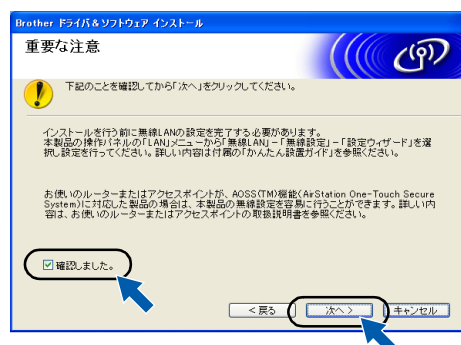 Brother ドライバ＆ソフトウェア インストール
重要な注意
下記のことを確認してから「次へ」をクリックしてください。
インストールを行う前に無線LANの設定を完了する必要があります。
本製品の操作パネルの「LAN」メニューから「無線LAN」－「無線設定」－「設定ウィザード」を選
択し設定を行ってください。詳しい内容は付属の「かんたん設置ガイド」を参照ください。
お使いのルーターまたはアクセスポイントが、AOSS(TM)機能(AirStation One-Touch Secure
System)に対応した製品の場合は、本製品の無線設定を容易に行うことができます。詳しい内
容は、お使いのルーターまたはアクセスポイントの取扱説明書を参照ください。
確認しました。
< 戻る 次へ > キャンセル